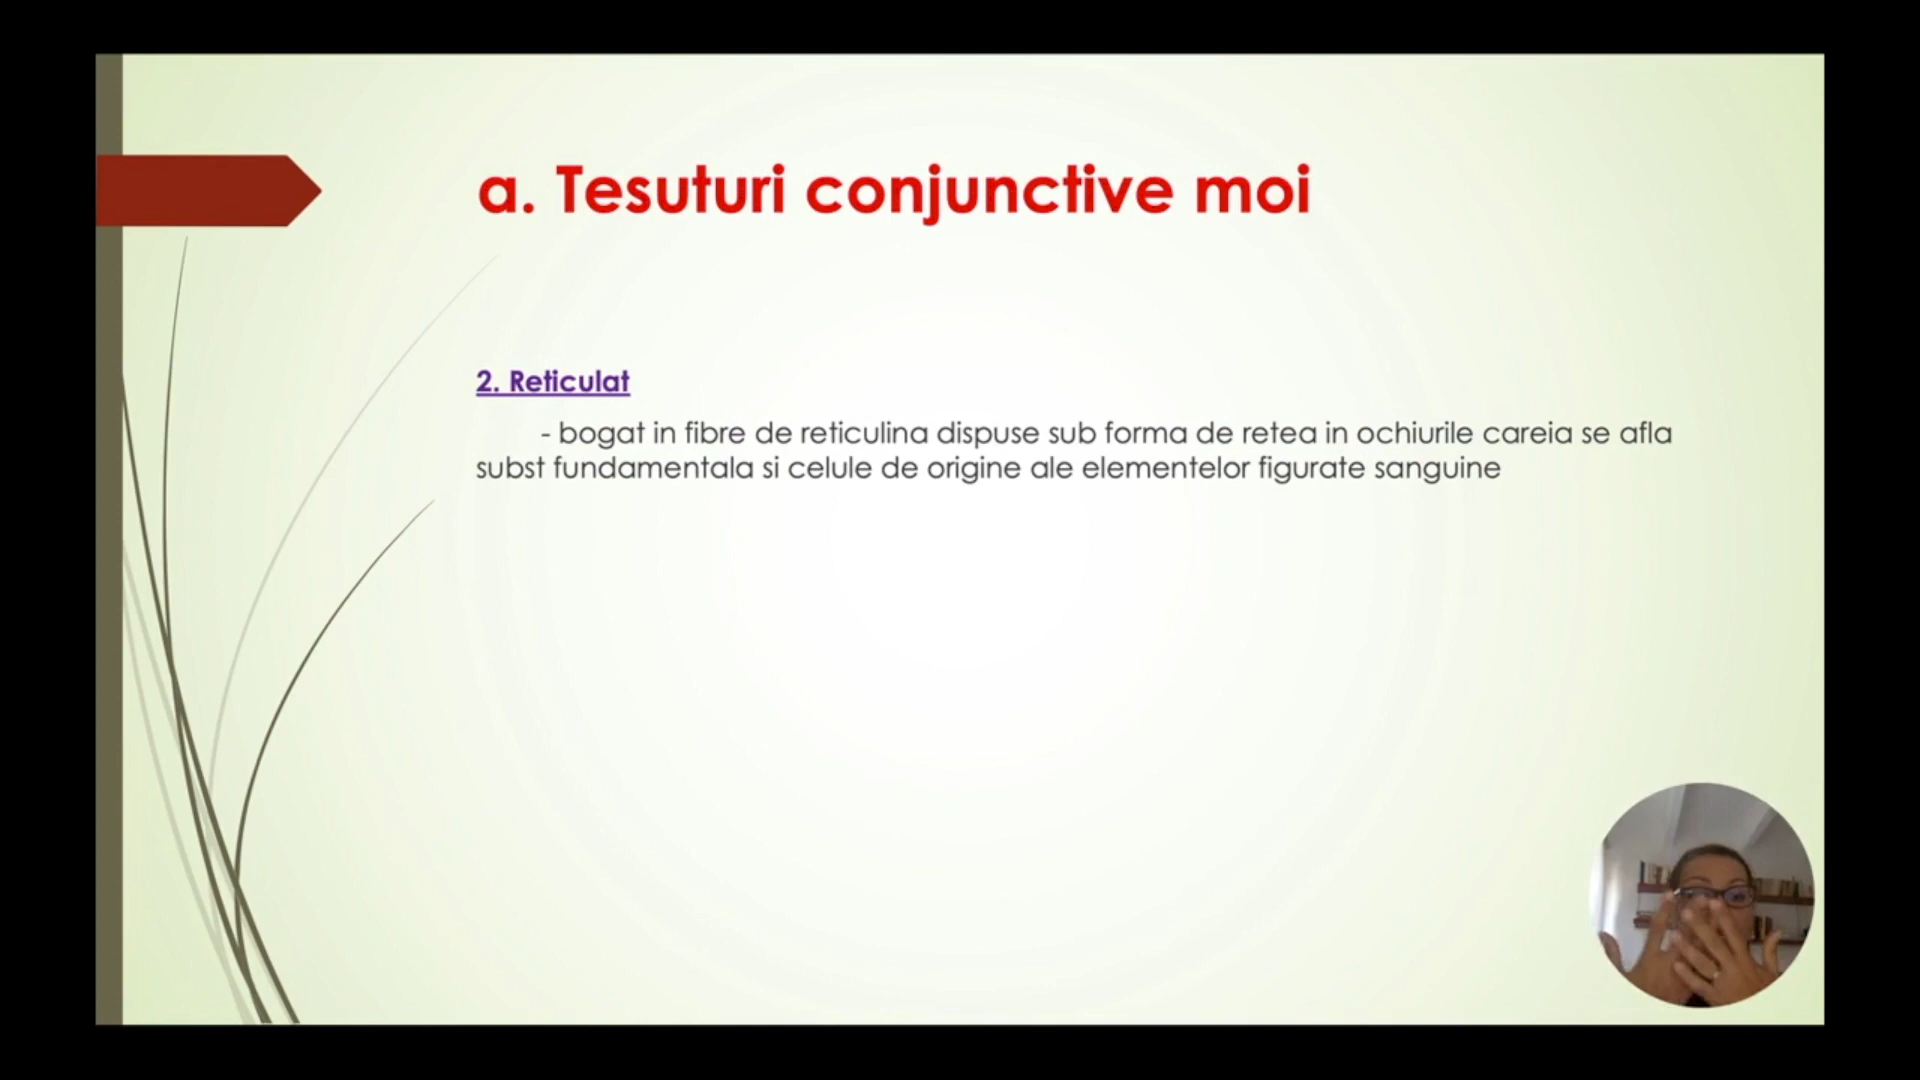 a. Tesuturi conjunctive moi
2. Reticulat
- bogat in fibre de reticulina dispuse sub forma de retea in ochiurile careia se afla
subst fundamentala si celule de origine ale elementelor figurate sanguine